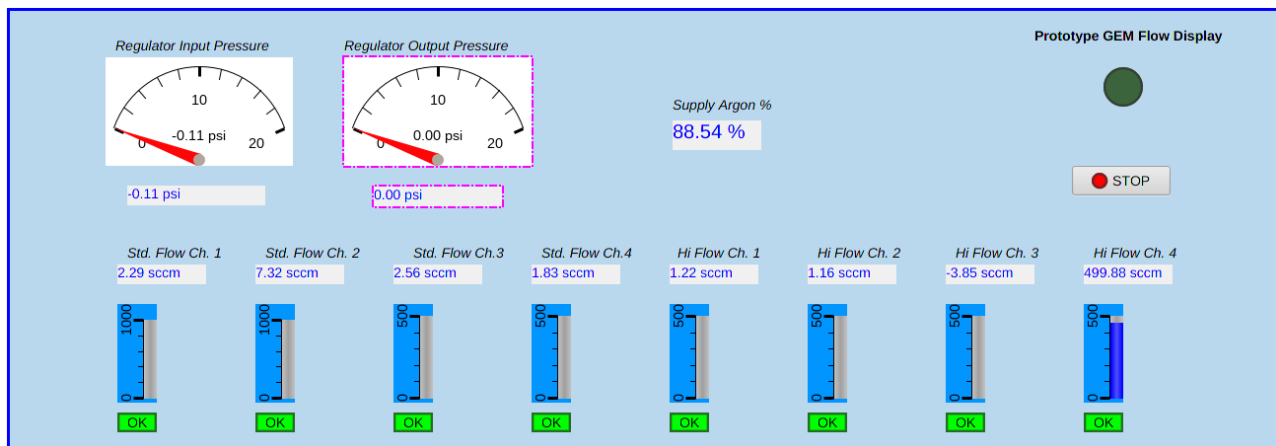 Prototype GEM Flow Display
Regulator Input Pressure
Regulator Output Pressure
10
-0.11 psi
0
20
10
0.00 psi
0
20
Supply Argon %
88.54 %
-0.11 psi
0.00 psi
STOP
Std. Flow Ch. 1
Std. Flow Ch. 2
Std. Flow Ch.3
Std. Flow Ch.4
Hi Flow Ch. 1
Hi Flow Ch. 2
Hi Flow Ch. 3
Hi Flow Ch. 4
2.29 sccm
7.32 sccm
2.56 sccm
1.83 sccm
1.22 sccm
1.16 sccm
-3.85 sccm
499.88 sccm
1000
1000
500
500
500
500
500
500
0
0
0
0
0
0
0
0
OK
OK
OK
OK
OK
OK
OK
OK